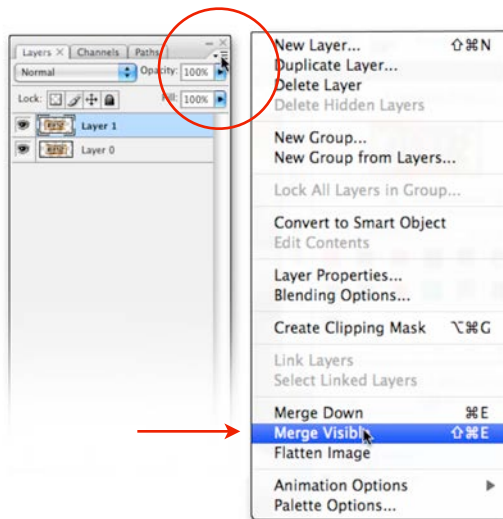 Layers × Channels Paths
Normal Opacity: 100%
Lock: Fill: 100%
Layer 1
Layer 0
New Layer... ⇧⌘N
Duplicate Layer...
Delete Layer
Delete Hidden Layers
New Group...
New Group from Layers...
Lock All Layers in Group...
Convert to Smart Object
Edit Contents
Layer Properties...
Blending Options...
Create Clipping Mask ⌥⌘G
Link Layers
Select Linked Layers
Merge Down ⌘E
Merge Visible ⇧⌘E
Flatten Image
Animation Options
Palette Options...